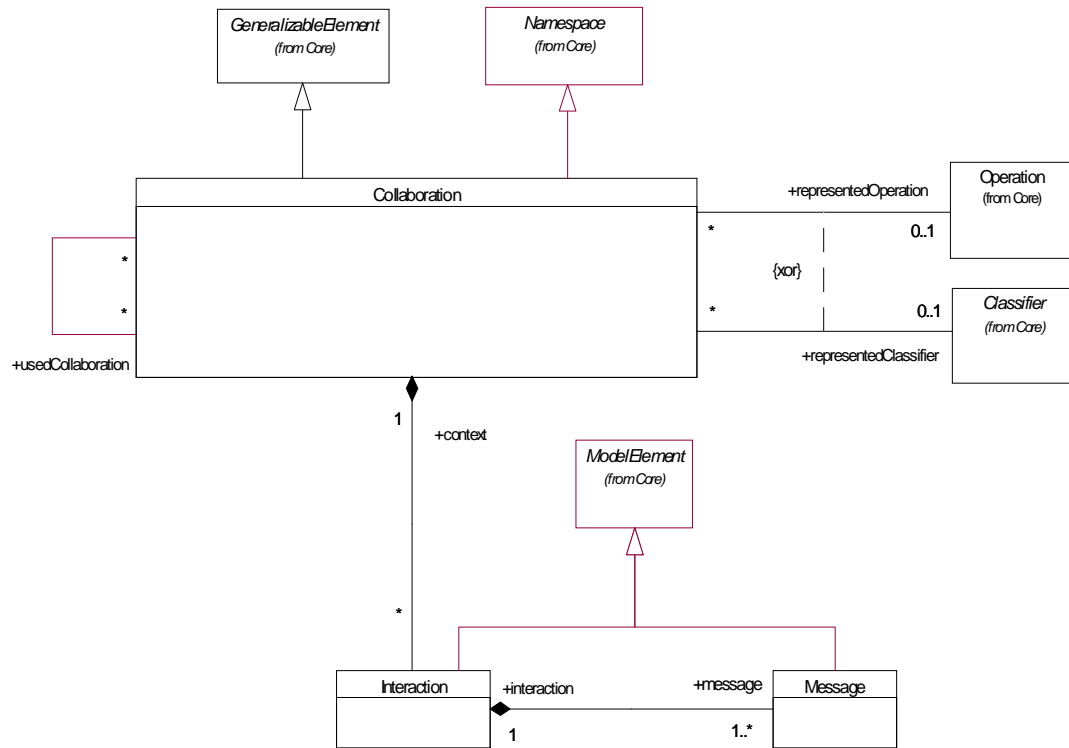 GeneralizableElement
(from Core)
Namespace
(from Core)
Collaboration
+representedOperation
Operation
(from Core)
*
0..1
{xor}
*
*
*
0..1
Classifier
(from Core)
+usedCollaboration
+representedClassifier
1
+context
ModelElement
(from Core)
*
Interaction
+interaction
+message
Message
1
1..*